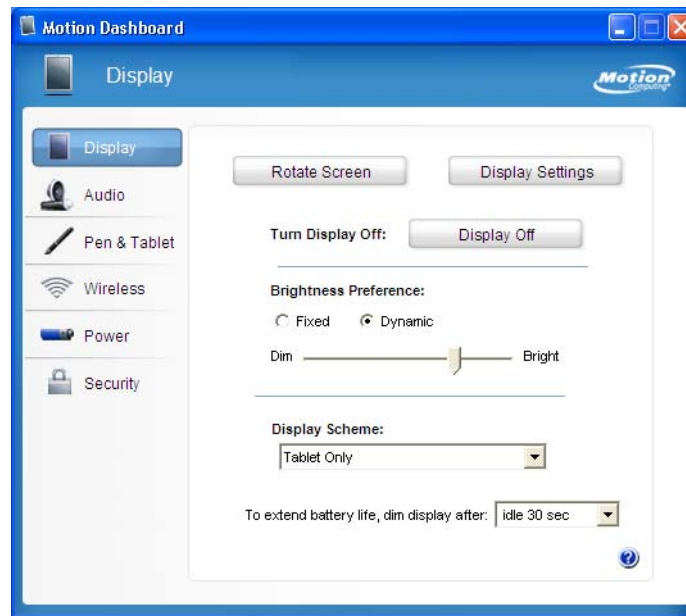 Motion Dashboard
Display
Motion
Computing
Display
Audio
Pen & Tablet
Wireless
Power
Security
Rotate Screen
Display Settings
Turn Display Off:
Display Off
Brightness Preference:
Fixed
Dynamic
Dim
Bright
Display Scheme:
Tablet Only
To extend battery life, dim display after:
idle 30 sec
?